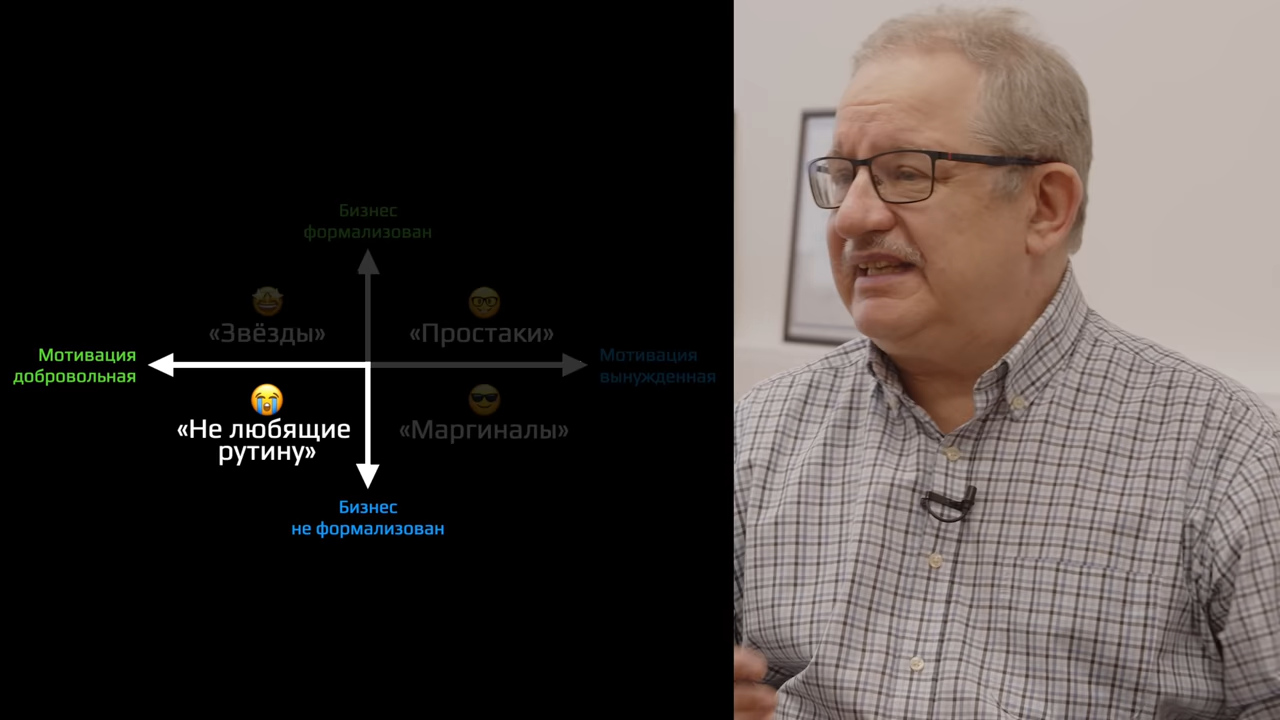 Бизнес
формализован
«Звёзды»
«Простаки»
Мотивация
добровольная
Мотивация
вынужденная
«Не любящие
рутину»
«Маргиналы»
Бизнес
не формализован